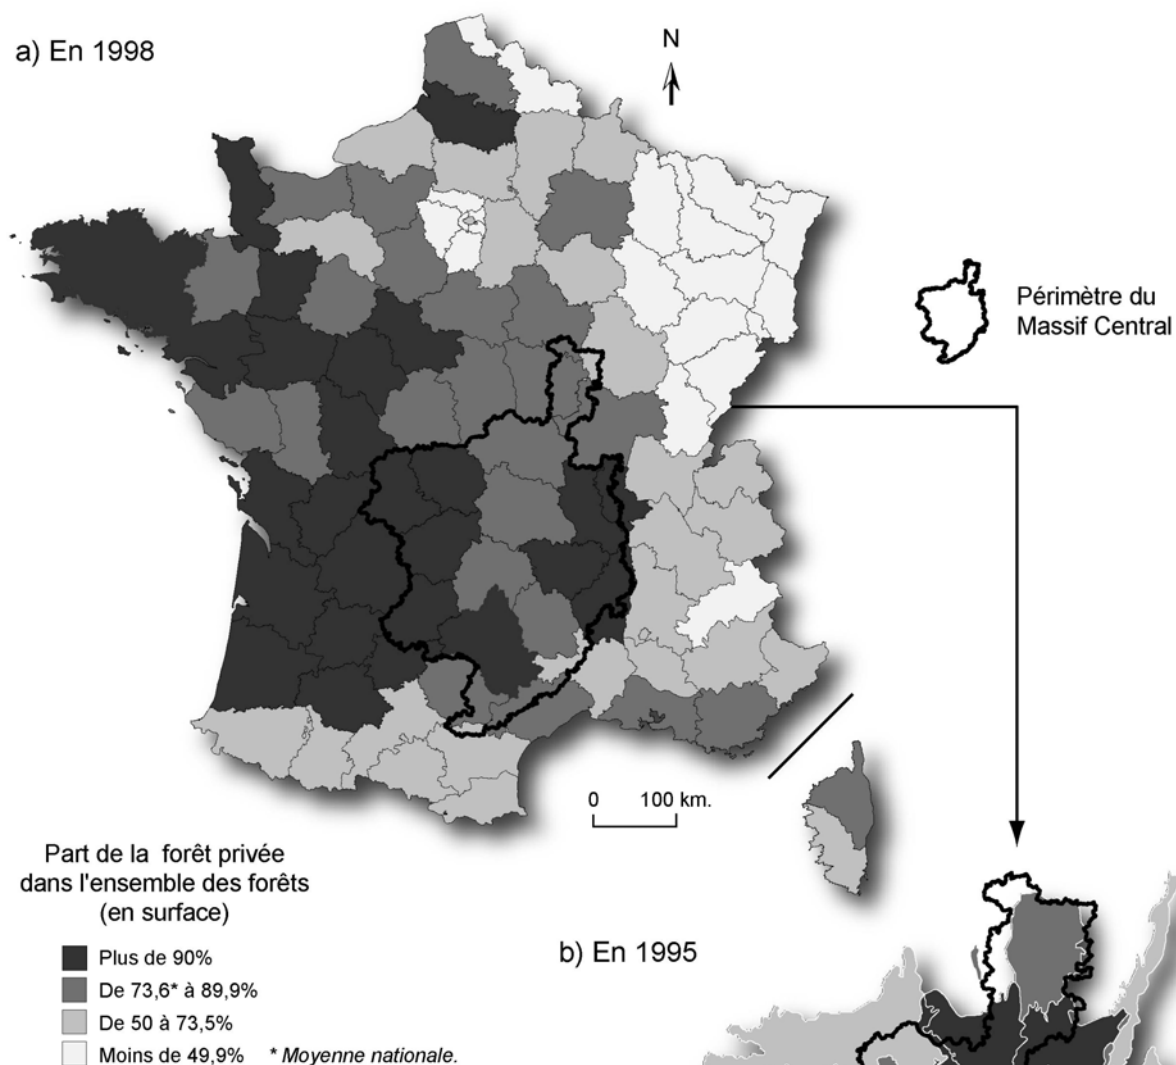 a) En 1998
N
Périmètre du
Massif Central
0 100 km.
Part de la forêt privée
dans l'ensemble des forêts
(en surface)
Plus de 90%
De 73,6* à 89,9%
De 50 à 73,5%
Moins de 49,9% * Moyenne nationale.
b) En 1995